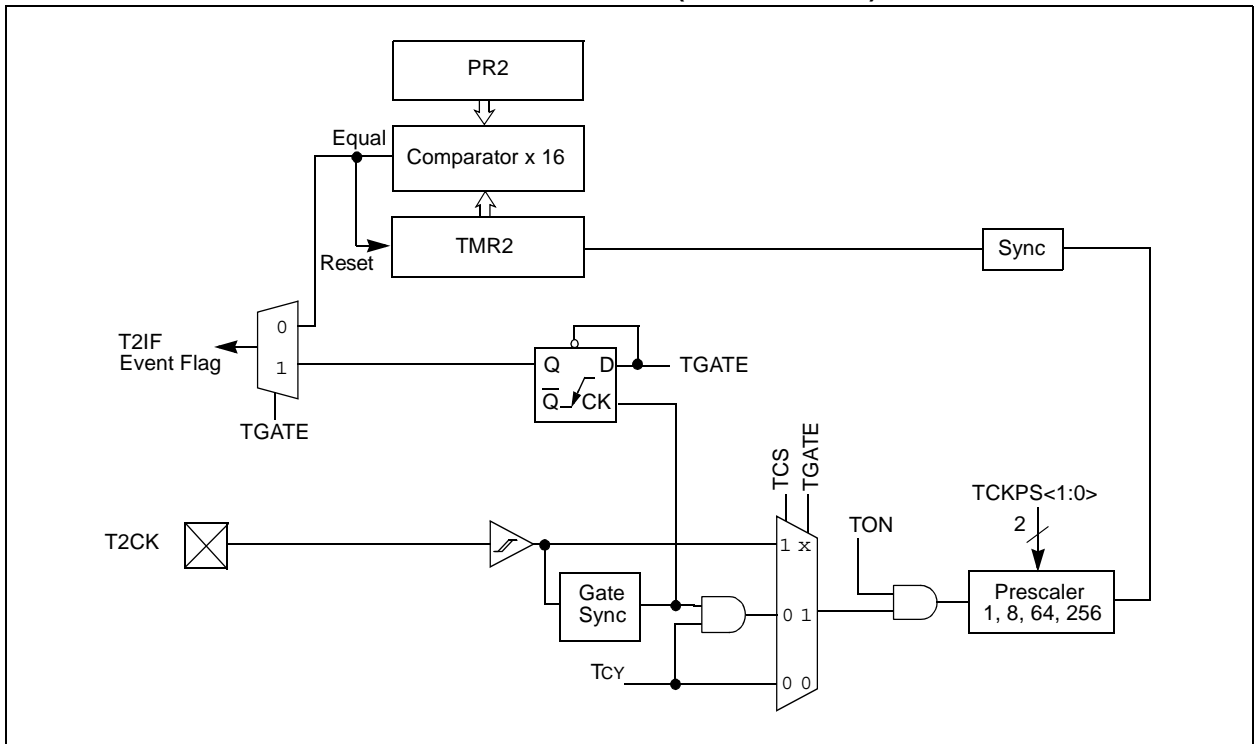 PR2
Equal
Comparator x 16
TMR2
Reset
Sync
0
T2IF
Event Flag
1
Q
D
TGATE
Q
CK
TGATE
TCS
TGATE
TCKPS<1:0>
TON
2
T2CK
1 x
Gate
Sync
Prescaler
1, 8, 64, 256
0 1
TCY
0 0